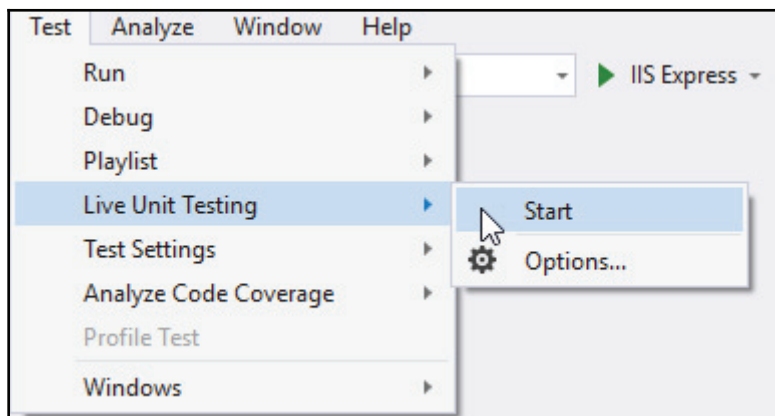 Test Analyze Window Help
Run
IIS Express
Debug
Playlist
Live Unit Testing
Start
Test Settings
Options...
Analyze Code Coverage
Profile Test
Windows